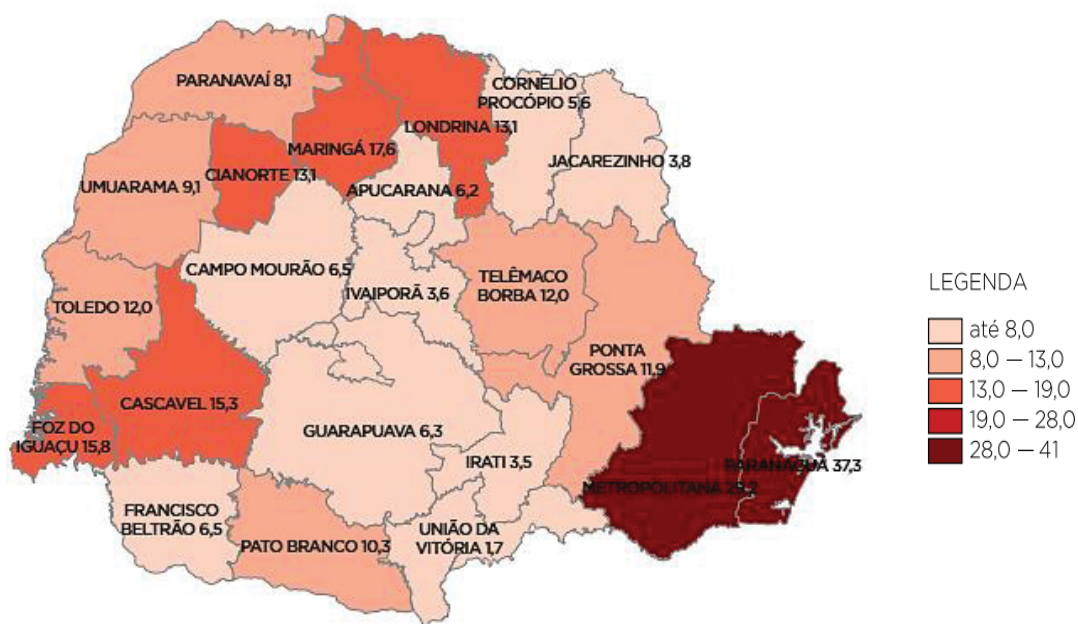 PARANAVAÍ 8,1
CORNÉLIO
PROCÓPIO 5,6
LONDRINA 13,1
MARINGÁ 17,6
JACAREZINHO 3,8
CIANORTE 13,1
UMUARAMA 9,1
APUCARANA 6,2
CAMPO MOURÃO 6,5
TELÊMACO
BORBA 12,0
IVAIPORÃ 3,6
TOLEDO 12,0
PONTA
GROSSA 11,9
CASCAVEL 15,3
FOZ DO
IGUAÇU 15,8
GUARAPUAVA 6,3
IRATI 3,5
PARANAGUÁ 37,3
METROPOLITANA
FRANCISCO
BELTRÃO 6,5
PATO BRANCO 10,3
UNIÃO DA
VITÓRIA 1,7
LEGENDA
até 8,0
8,0 — 13,0
13,0 — 19,0
19,0 — 28,0
28,0 — 41